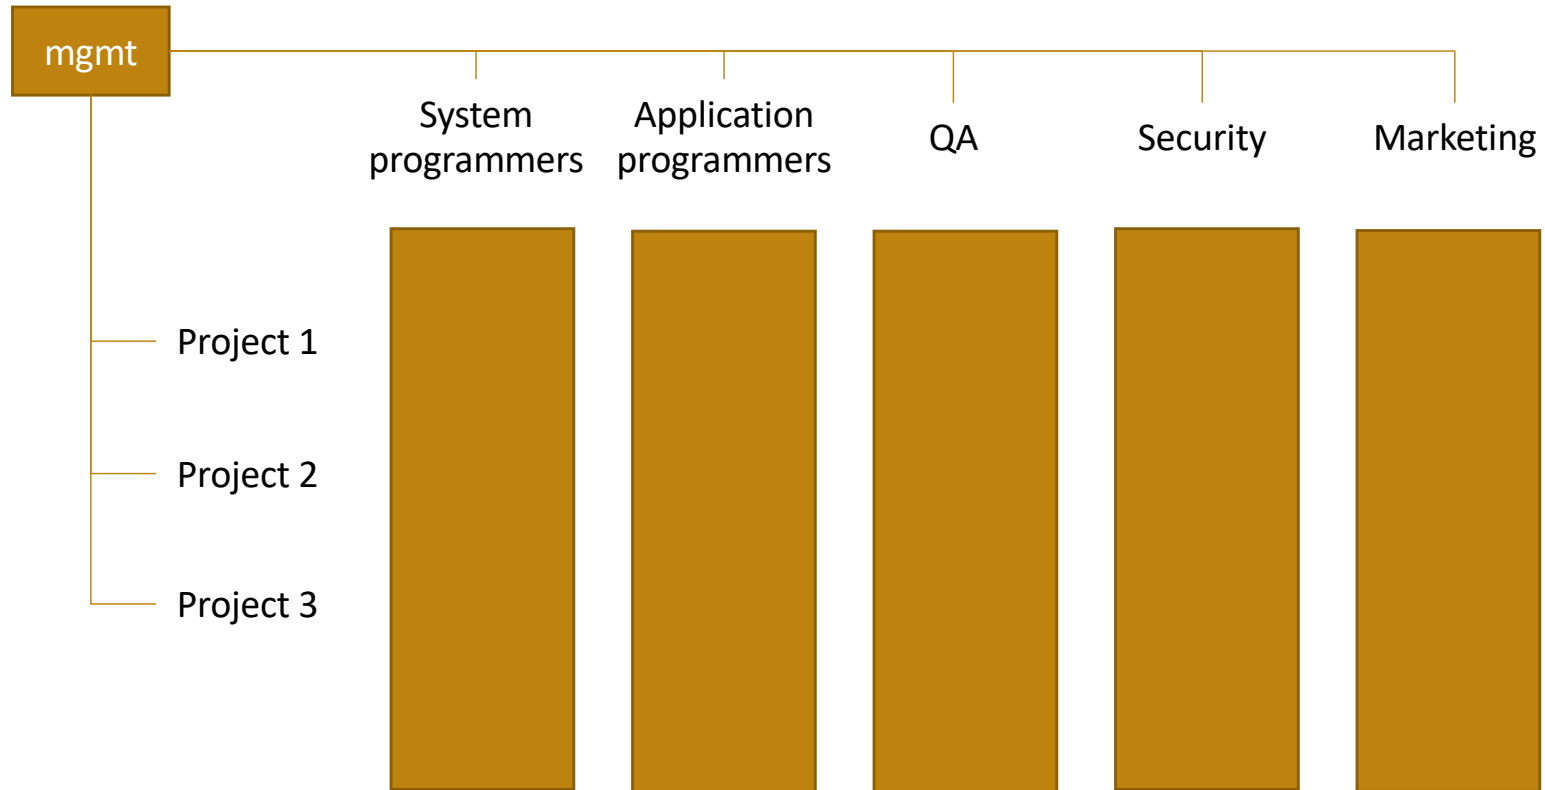 mgmt
System
programmers
Application
programmers
QA
Security
Marketing
Project 1
Project 2
Project 3